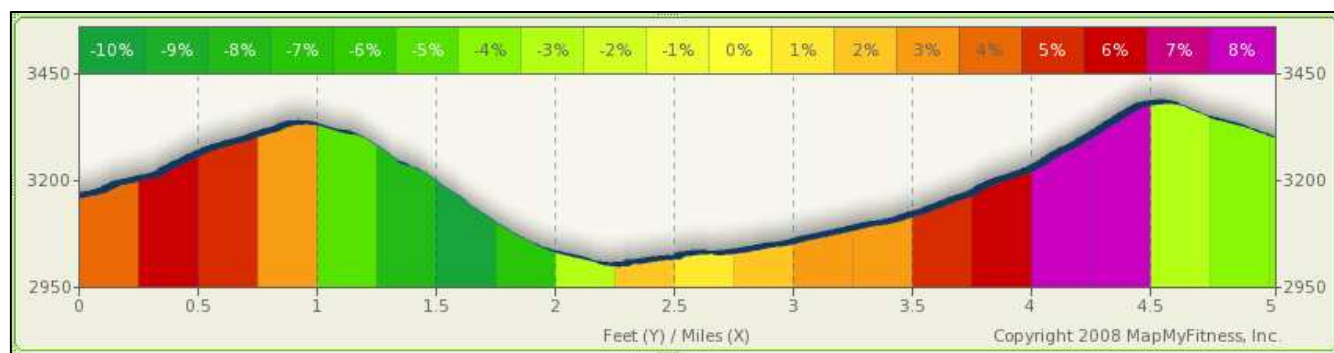 -10% -9% -8% -7% -6% -5% -4% -3% -2% -1% 0% 1% 2% 3% 4% 5% 6% 7% 8%
3450 3450
3200 3200
2950 2950
0 0.5 1 1.5 2 2.5 3 3.5 4 4.5 5
Feet (Y) / Miles (X) Copyright 2008 MapMyFitness, Inc.